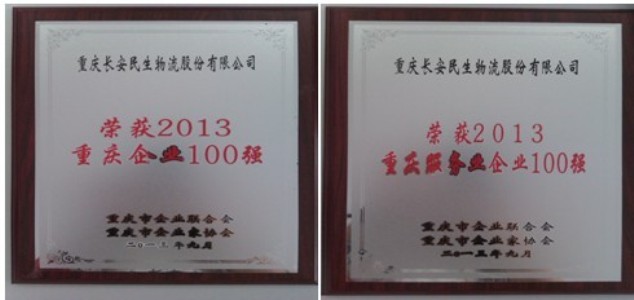 重庆长安民生物流股份有限公司
荣获2013
重庆企业100强
重庆市企业联合会
重庆市企业家协会
二o一三年九月
重庆长安民生物流股份有限公司
荣获2013
重庆服务业企业100强
重庆市企业联合会
重庆市企业家协会
二o一三年九月